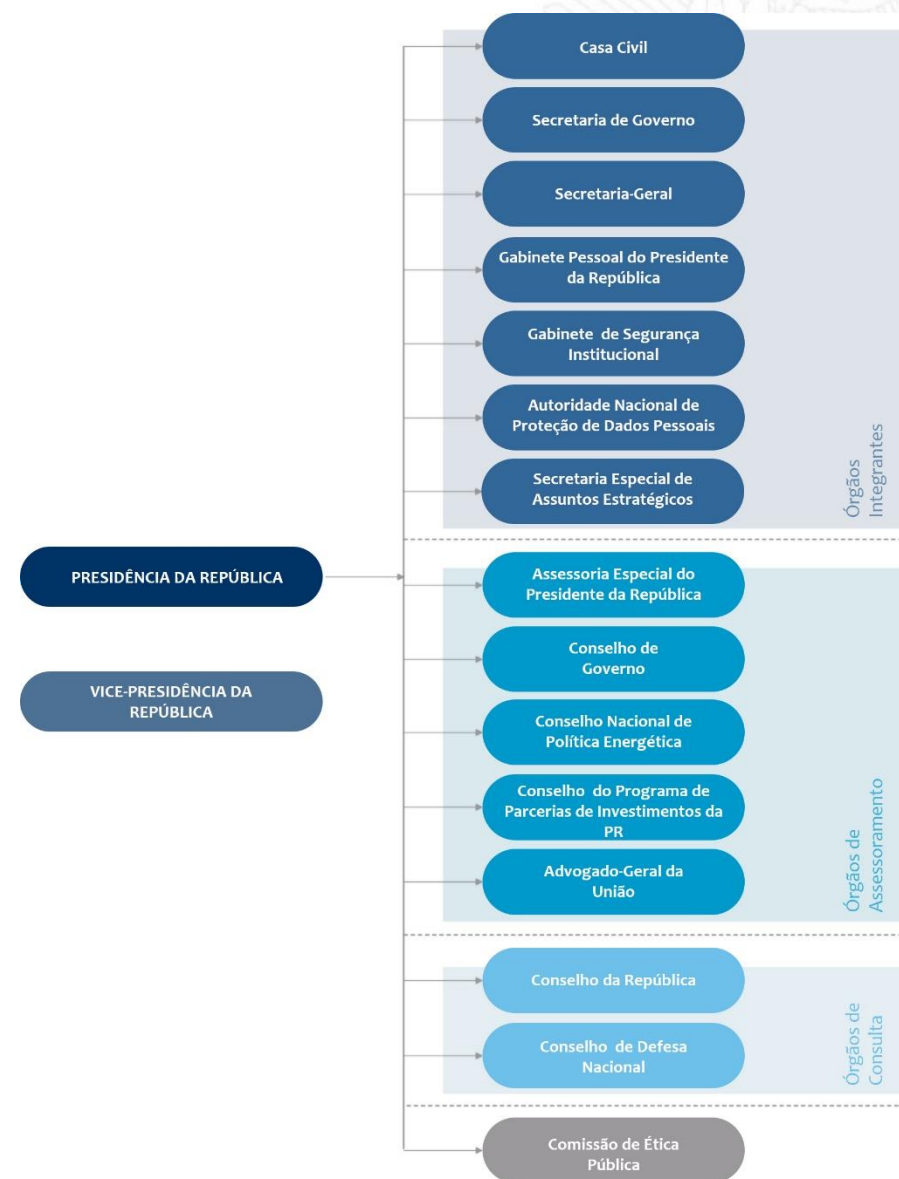 Casa Civil
Secretaria de Governo
Secretaria-Geral
Gabinete Pessoal do Presidente
da República
Gabinete de Segurança
Institucional
Autoridade Nacional de
Proteção de Dados Pessoais
Secretaria Especial de
Assuntos Estratégicos
Órgãos
Integrantes
PRESIDÊNCIA DA REPÚBLICA
VICE-PRESIDÊNCIA DA
REPÚBLICA
Assessoria Especial do
Presidente da República
Conselho de
Governo
Conselho Nacional de
Política Energética
Conselho do Programa de
Parcerias de Investimentos da
PR
Advogado-Geral da
União
Órgãos de
Assessoramento
Conselho da República
Conselho de Defesa
Nacional
Órgãos de
Consulta
Comissão de Ética
Pública